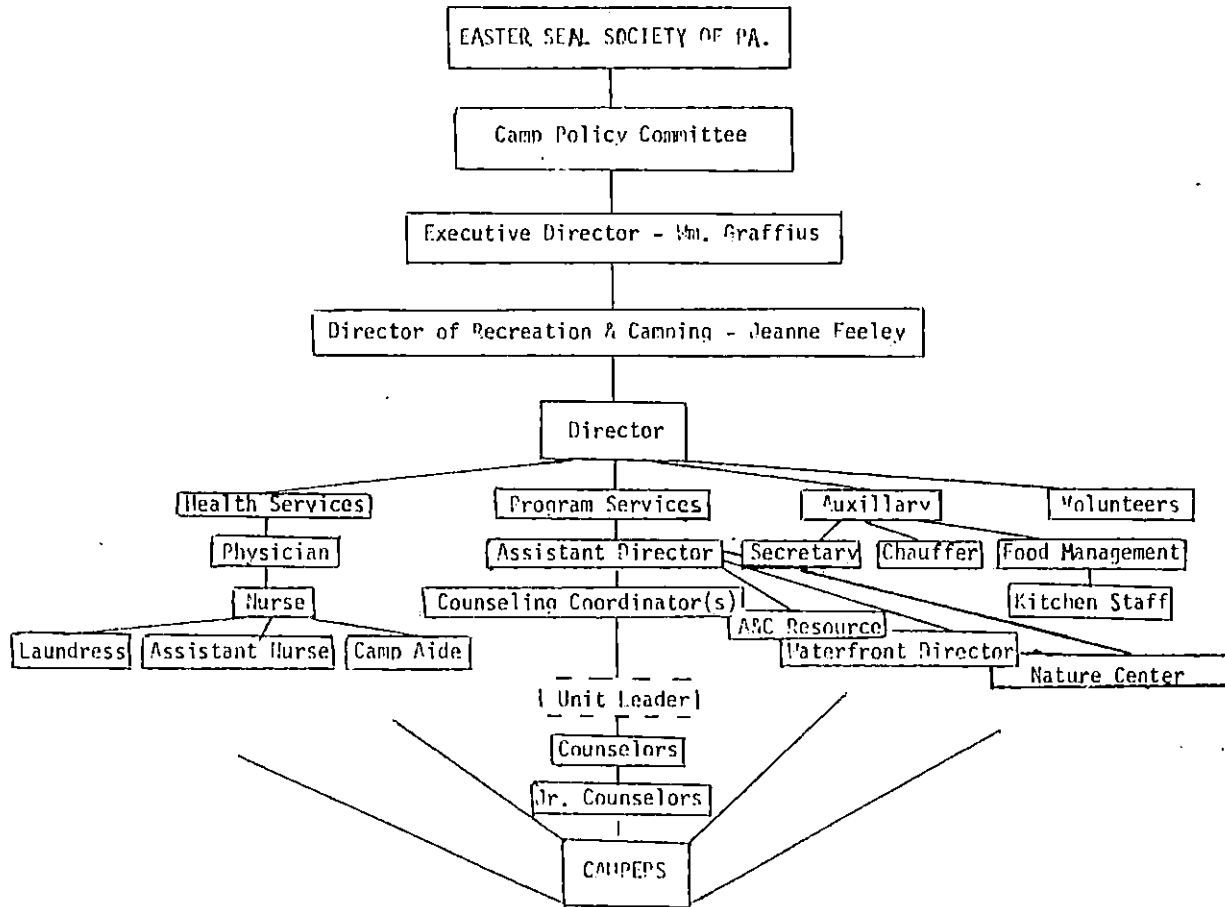 EASTER SEAL SOCIETY OF PA.
Camp Policy Committee
Executive Director - Wm. Graffius
Director of Recreation & Camping - Jeanne Feeley
Director
Health Services
Program Services
Auxillary
Volunteers
Physician
Assistant Director
Secretary
Chauffer
Food Management
Nurse
Counseling Coordinator(s)
Kitchen Staff
A&C Resource
Laundress
Assistant Nurse
Camp Aide
Waterfront Director
Nature Center
Unit Leader
Counselors
Jr. Counselors
CAMPERS